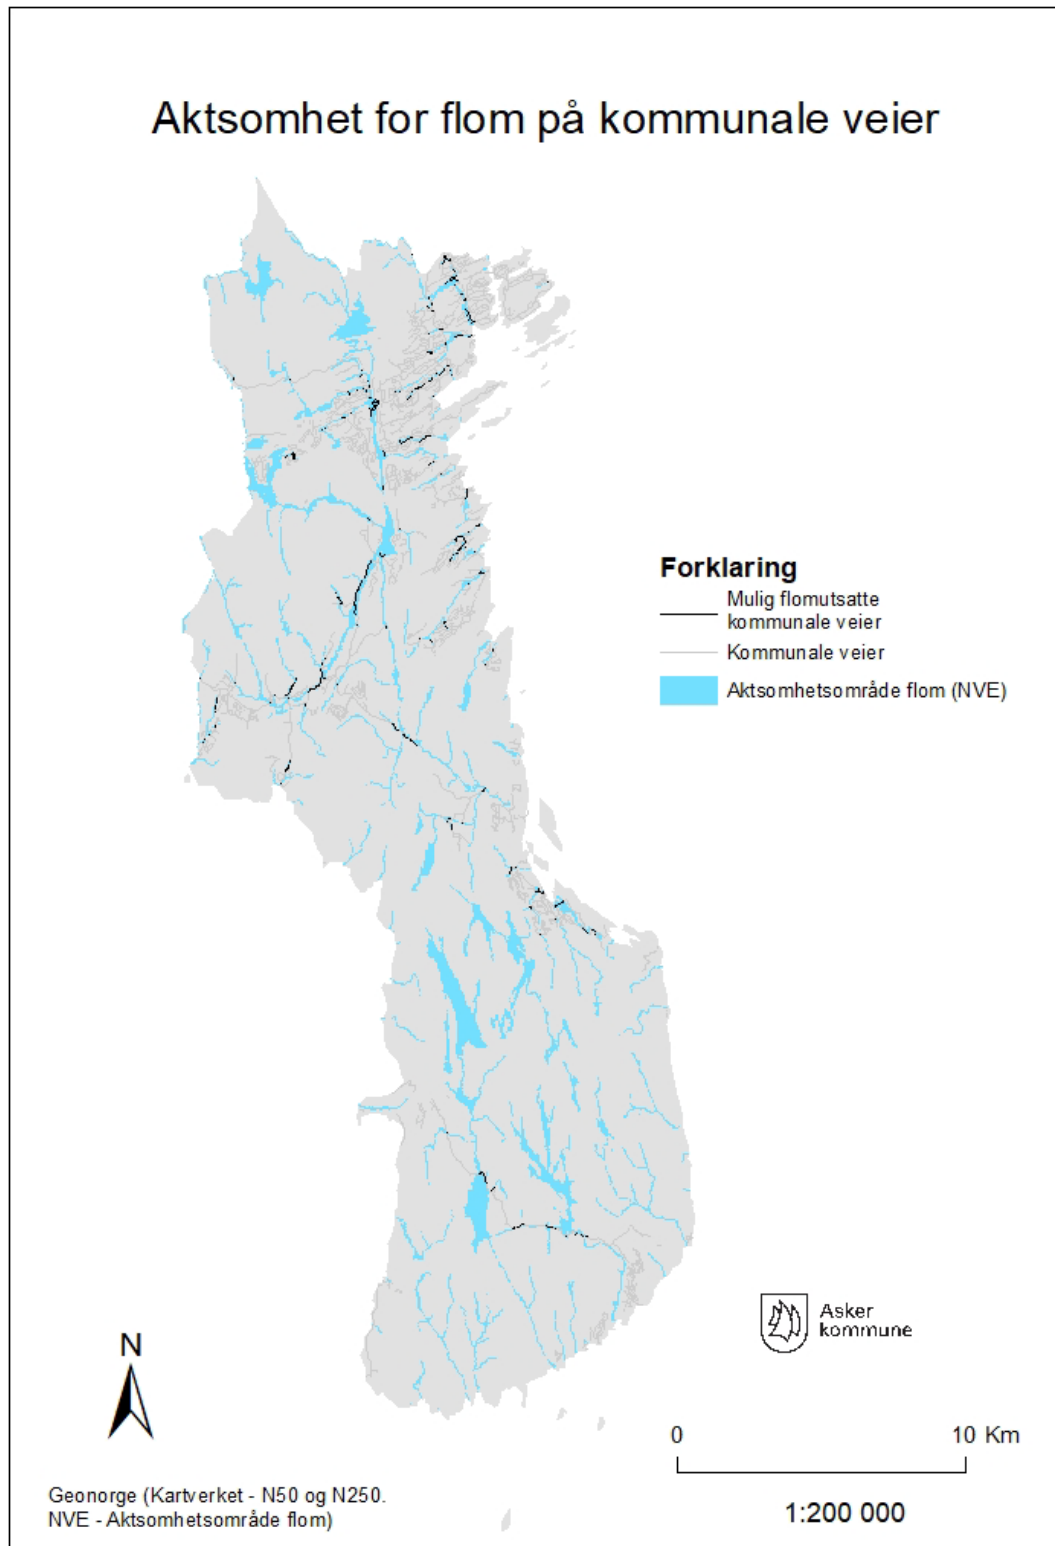 Aktsomhet for flom på kommunale veier
Forklaring
Mulig flomutsatte
kommunale veier
Kommunale veier
Aktsomhetsområde flom (NVE)
Asker
kommune
N
0 10 Km
1:200 000
Geonorge (Kartverket - N50 og N250.
NVE - Aktsomhetsområde flom)